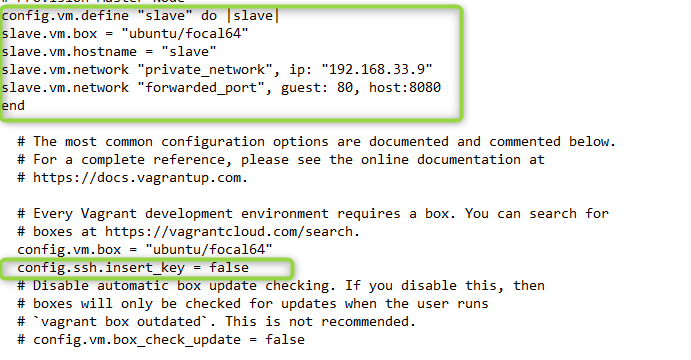 # Provision Master Node
config.vm.define "slave" do |slave|
slave.vm.box = "ubuntu/focal64"
slave.vm.hostname = "slave"
slave.vm.network "private_network", ip: "192.168.33.9"
slave.vm.network "forwarded_port", guest: 80, host:8080
end
# The most common configuration options are documented and commented below.
# For a complete reference, please see the online documentation at
# https://docs.vagrantup.com.
# Every Vagrant development environment requires a box. You can search for
# boxes at https://vagrantcloud.com/search.
config.vm.box = "ubuntu/focal64"
config.ssh.insert_key = false
# Disable automatic box update checking. If you disable this, then
# boxes will only be checked for updates when the user runs
# `vagrant box outdated`. This is not recommended.
# config.vm.box_check_update = false